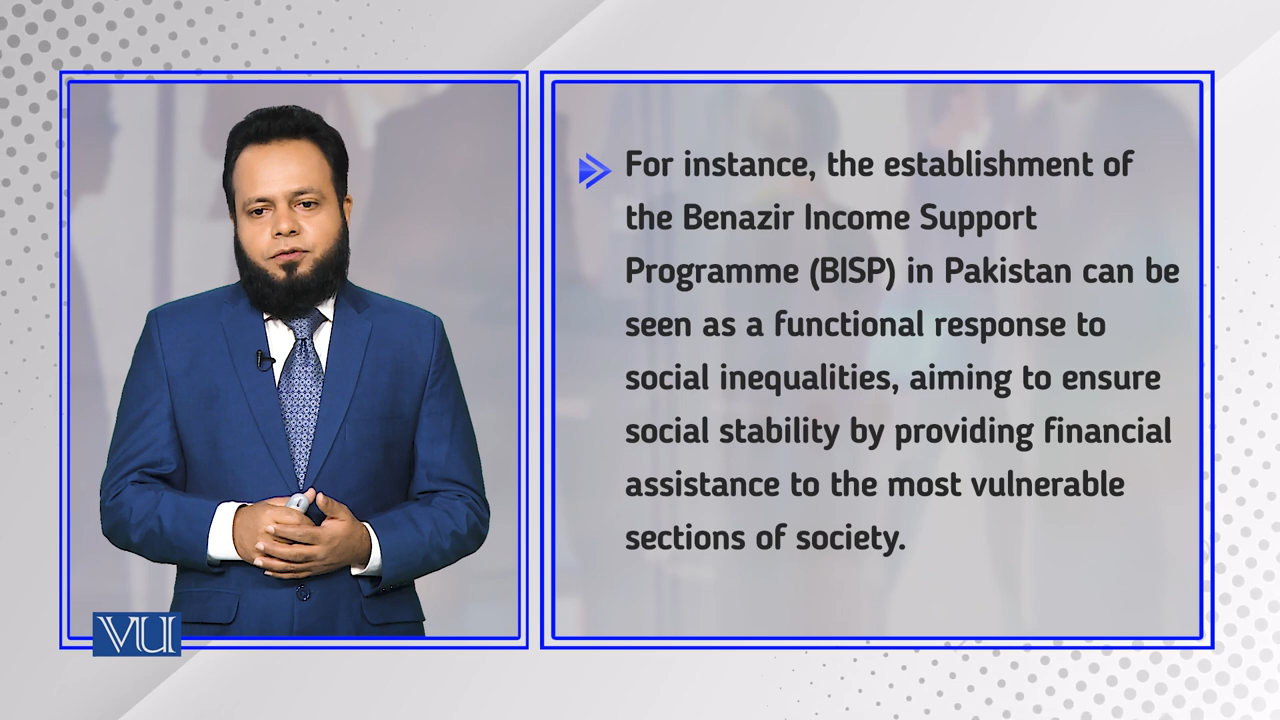 For instance, the establishment of
the Benazir Income Support
Programme (BISP) in Pakistan can be
seen as a functional response to
social inequalities, aiming to ensure
social stability by providing financial
assistance to the most vulnerable
sections of society.
VU